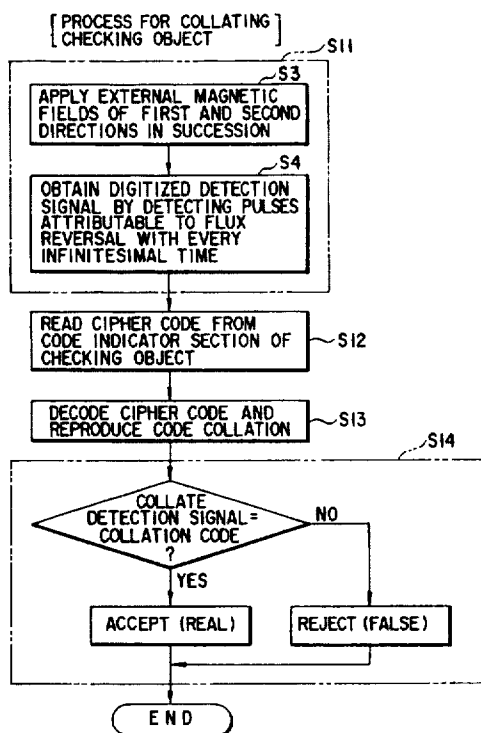 [PROCESS FOR COLLATING
CHECKING OBJECT]
S11
S3
APPLY EXTERNAL MAGNETIC
FIELDS OF FIRST AND SECOND
DIRECTIONS IN SUCCESSION
S4
OBTAIN DIGITIZED DETECTION
SIGNAL BY DETECTING PULSES
ATTRIBUTABLE TO FLUX
REVERSAL WITH EVERY
INFINITESIMAL TIME
READ CIPHER CODE FROM
CODE INDICATOR SECTION OF
CHECKING OBJECT
S12
DECODE CIPHER CODE AND
REPRODUCE CODE COLLATION
S13
S14
COLLATE
DETECTION SIGNAL=
COLLATION CODE
?
NO
YES
ACCEPT (REAL)
REJECT (FALSE)
END